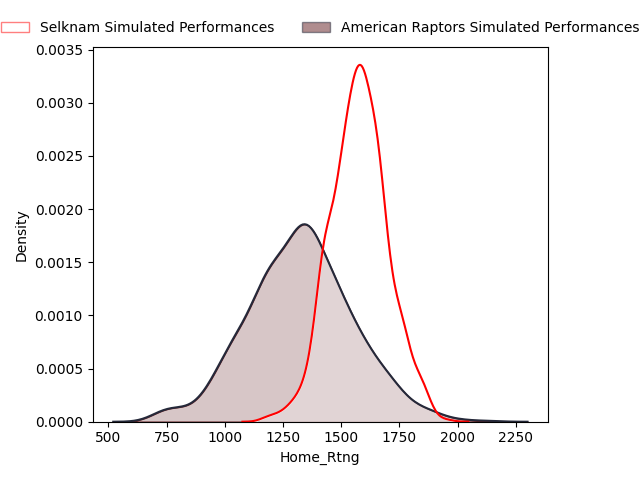 Selknam Simulated Performances American Raptors Simulated Performances
0.0035
0.0030
0.0025
0.0020
0.0015
0.0010
0.0005
0.0000
Density
500 750 1000 1250 1500 1750 2000 2250
Home_Rtng